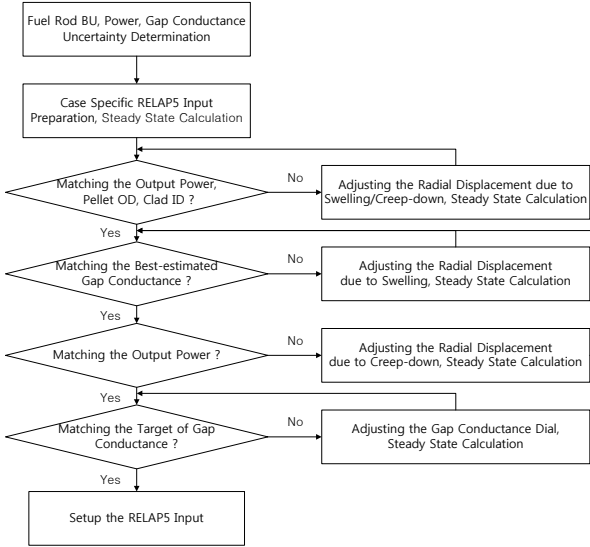 Fuel Rod BU, Power, Gap Conductance
Uncertainty Determination
Case Specific RELAP5 Input
Preparation, Steady State Calculation
Matching the Output Power,
Pellet OD, Clad ID ?
No
Adjusting the Radial Displacement due to
Swelling/Creep-down, Steady State Calculation
Yes
Matching the Best-estimated
Gap Conductance ?
No
Adjusting the Radial Displacement
due to Swelling, Steady State Calculation
Yes
Matching the Output Power ?
No
Adjusting the Radial Displacement
due to Creep-down, Steady State Calculation
Yes
Matching the Target of Gap
Conductance ?
No
Adjusting the Gap Conductance Dial,
Steady State Calculation
Yes
Setup the RELAP5 Input